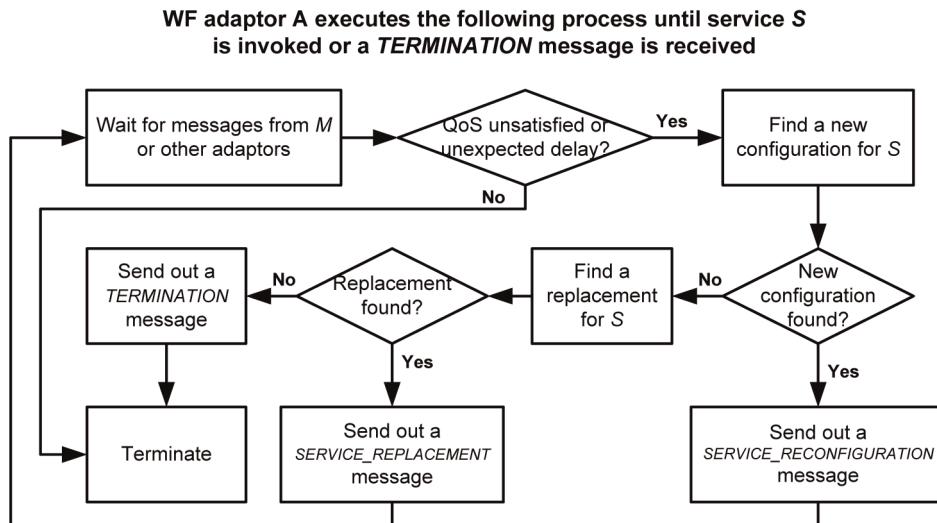 WF adaptor A executes the following process until service S
is invoked or a TERMINATION message is received
Wait for messages from M
or other adaptors
QoS unsatisfied or
unexpected delay?
Yes
Find a new
configuration for S
No
Send out a
TERMINATION
message
No
Replacement
found?
Find a
replacement
for S
No
New
configuration
found?
Yes
Yes
Terminate
Send out a
SERVICE_REPLACEMENT
message
Send out a
SERVICE_RECONFIGURATION
message